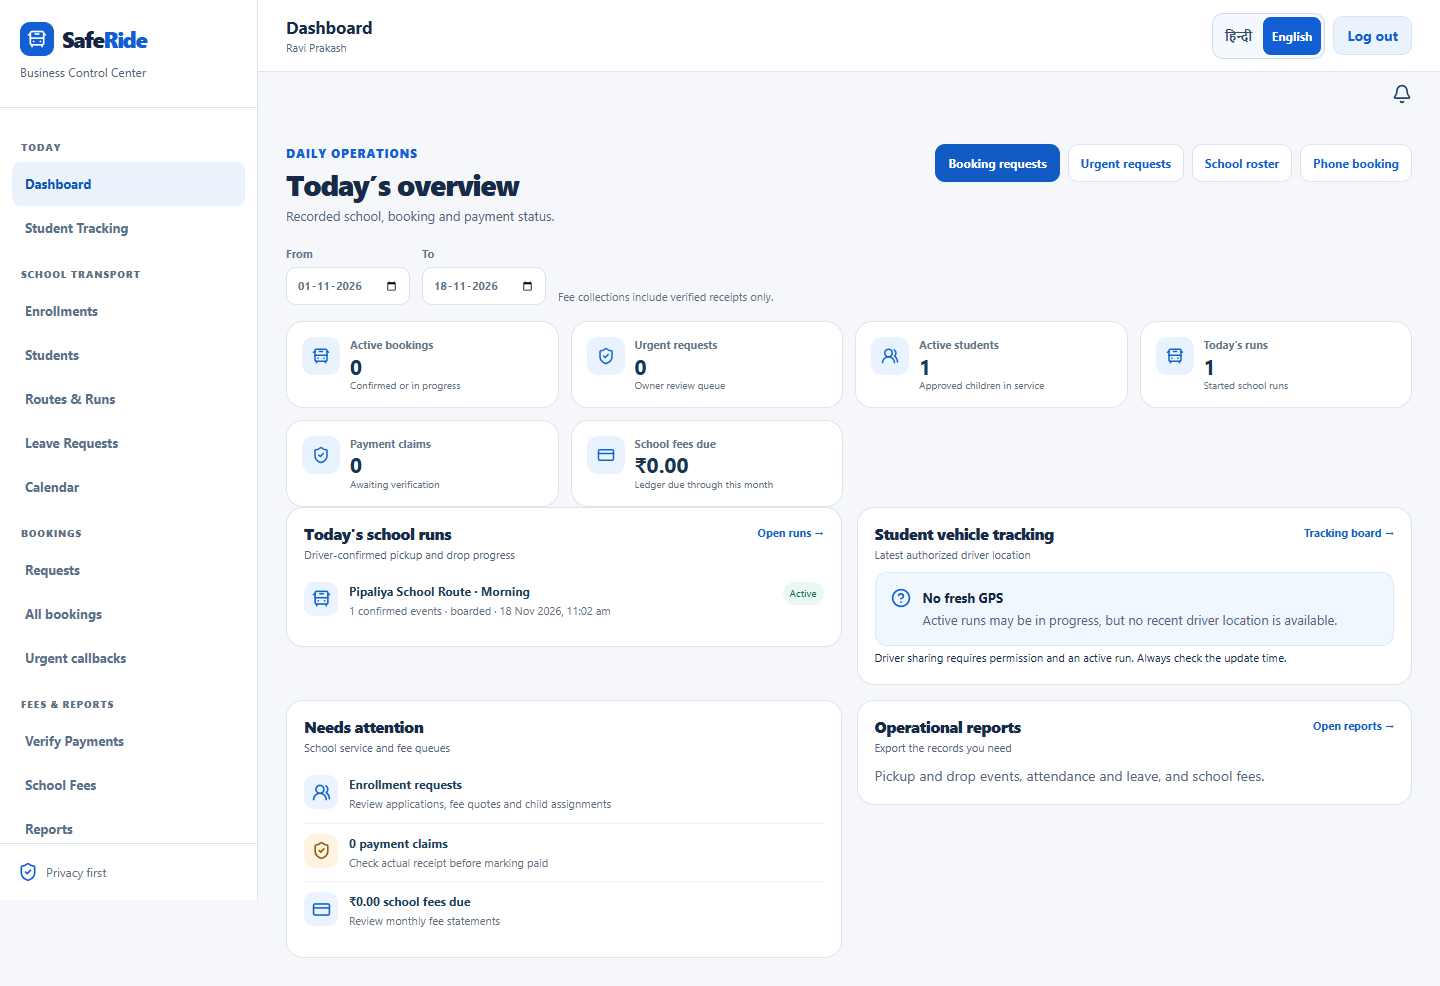 SafeRide
Business Control Center
TODAY
Dashboard
Student Tracking
SCHOOL TRANSPORT
Enrollments
Students
Routes & Runs
Leave Requests
Calendar
BOOKINGS
Requests
All bookings
Urgent callbacks
FEES & REPORTS
Verify Payments
School Fees
Reports
Privacy first
Dashboard
Ravi Prakash
हिन्दी English Log out
DAILY OPERATIONS
Today´s overview
Recorded school, booking and payment status.
Booking requests Urgent requests School roster Phone booking
From To
01-11-2026 18-11-2026
Fee collections include verified receipts only.
Active bookings
0
Confirmed or in progress
Urgent requests
0
Owner review queue
Active students
1
Approved children in service
Today's runs
1
Started school runs
Payment claims
0
Awaiting verification
School fees due
₹0.00
Ledger due through this month
Today's school runs
Open runs →
Driver-confirmed pickup and drop progress
Pipaliya School Route · Morning
1 confirmed events · boarded · 18 Nov 2026, 11:02 am
Active
Student vehicle tracking
Tracking board →
Latest authorized driver location
No fresh GPS
Active runs may be in progress, but no recent driver location is available.
Driver sharing requires permission and an active run. Always check the update time.
Needs attention
School service and fee queues
Enrollment requests
Review applications, fee quotes and child assignments
0 payment claims
Check actual receipt before marking paid
₹0.00 school fees due
Review monthly fee statements
Operational reports
Open reports →
Export the records you need
Pickup and drop events, attendance and leave, and school fees.